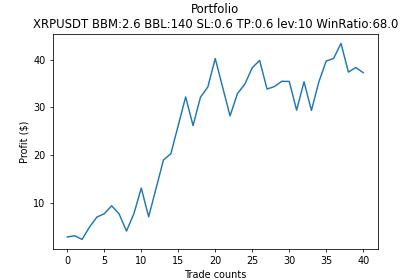 Portfolio
XRPUSDT BBM:2.6 BBL:140 SL:0.6 TP:0.6 lev:10 WinRatio:68.0
40
30
20
10
Profit ($)
0 5 10 15 20 25 30 35 40
Trade counts